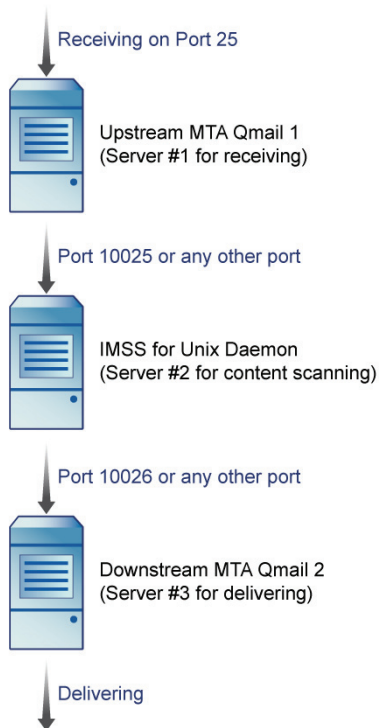 Receiving on Port 25
Upstream MTA Qmail 1
(Server #1 for receiving)
Port 10025 or any other port
IMSS for Unix Daemon
(Server #2 for content scanning)
Port 10026 or any other port
Downstream MTA Qmail 2
(Server #3 for delivering)
Delivering